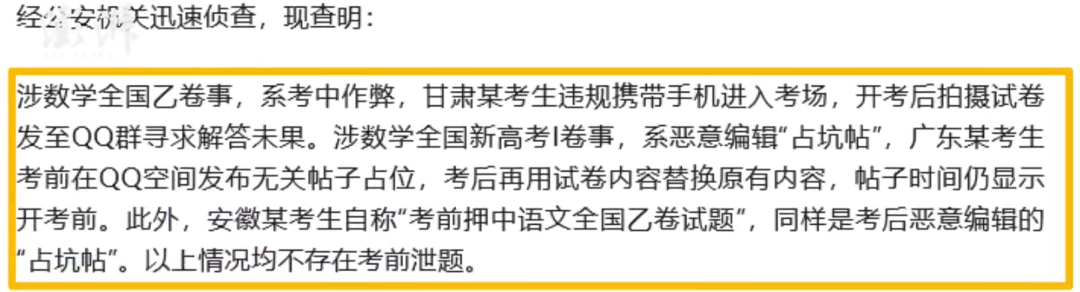 经公安机关迅速侦查，现查明：
澎湃
涉数学全国乙卷事，系考中作弊，甘肃某考生违规携带手机进入考场，开考后拍摄试卷
发至QQ群寻求解答未果。涉数学全国新高考I卷事，系恶意编辑“占坑帖”，广东某考生
考前在QQ空间发布无关帖子占位，考后再用试卷内容替换原有内容，帖子时间仍显示
开考前。此外，安徽某考生自称“考前押中语文全国乙卷试题”，同样是考后恶意编辑的
“占坑帖”。以上情况均不存在考前泄题。